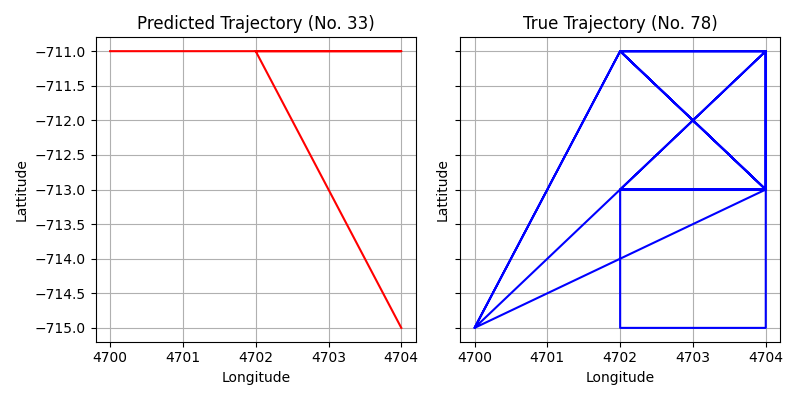 Predicted Trajectory (No. 33)
True Trajectory (No. 78)
−711.0
−711.5
−712.0
−712.5
−713.0
−713.5
−714.0
−714.5
−715.0
Lattitude
Lattitude
4700 4701 4702 4703 4704
4700 4701 4702 4703 4704
Longitude
Longitude